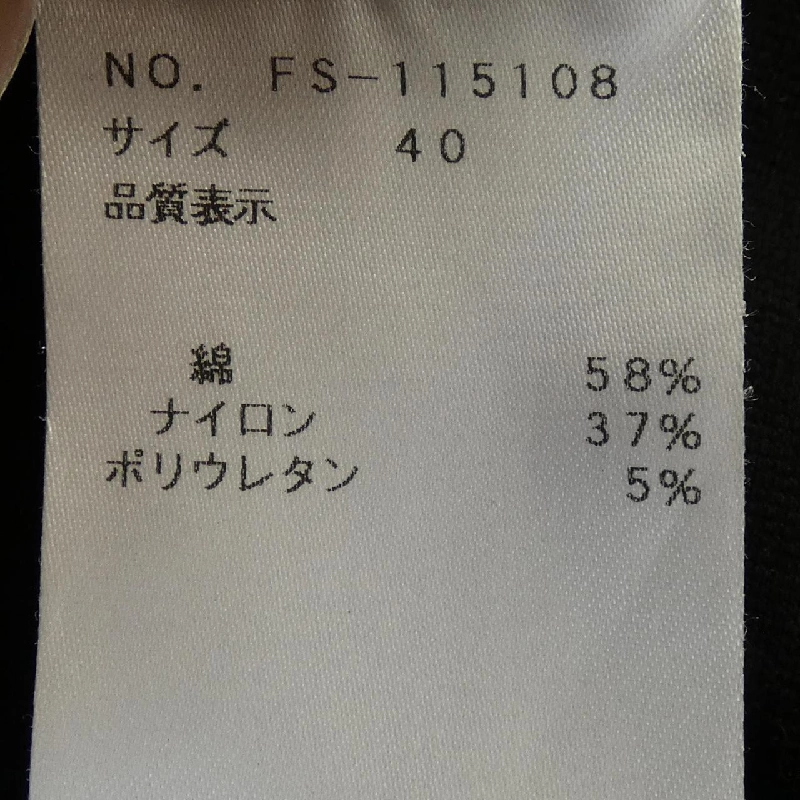 NO. FS-115108
サイズ 40
品質表示
綿 58%
ナイロン 37%
ポリウレタン 5%